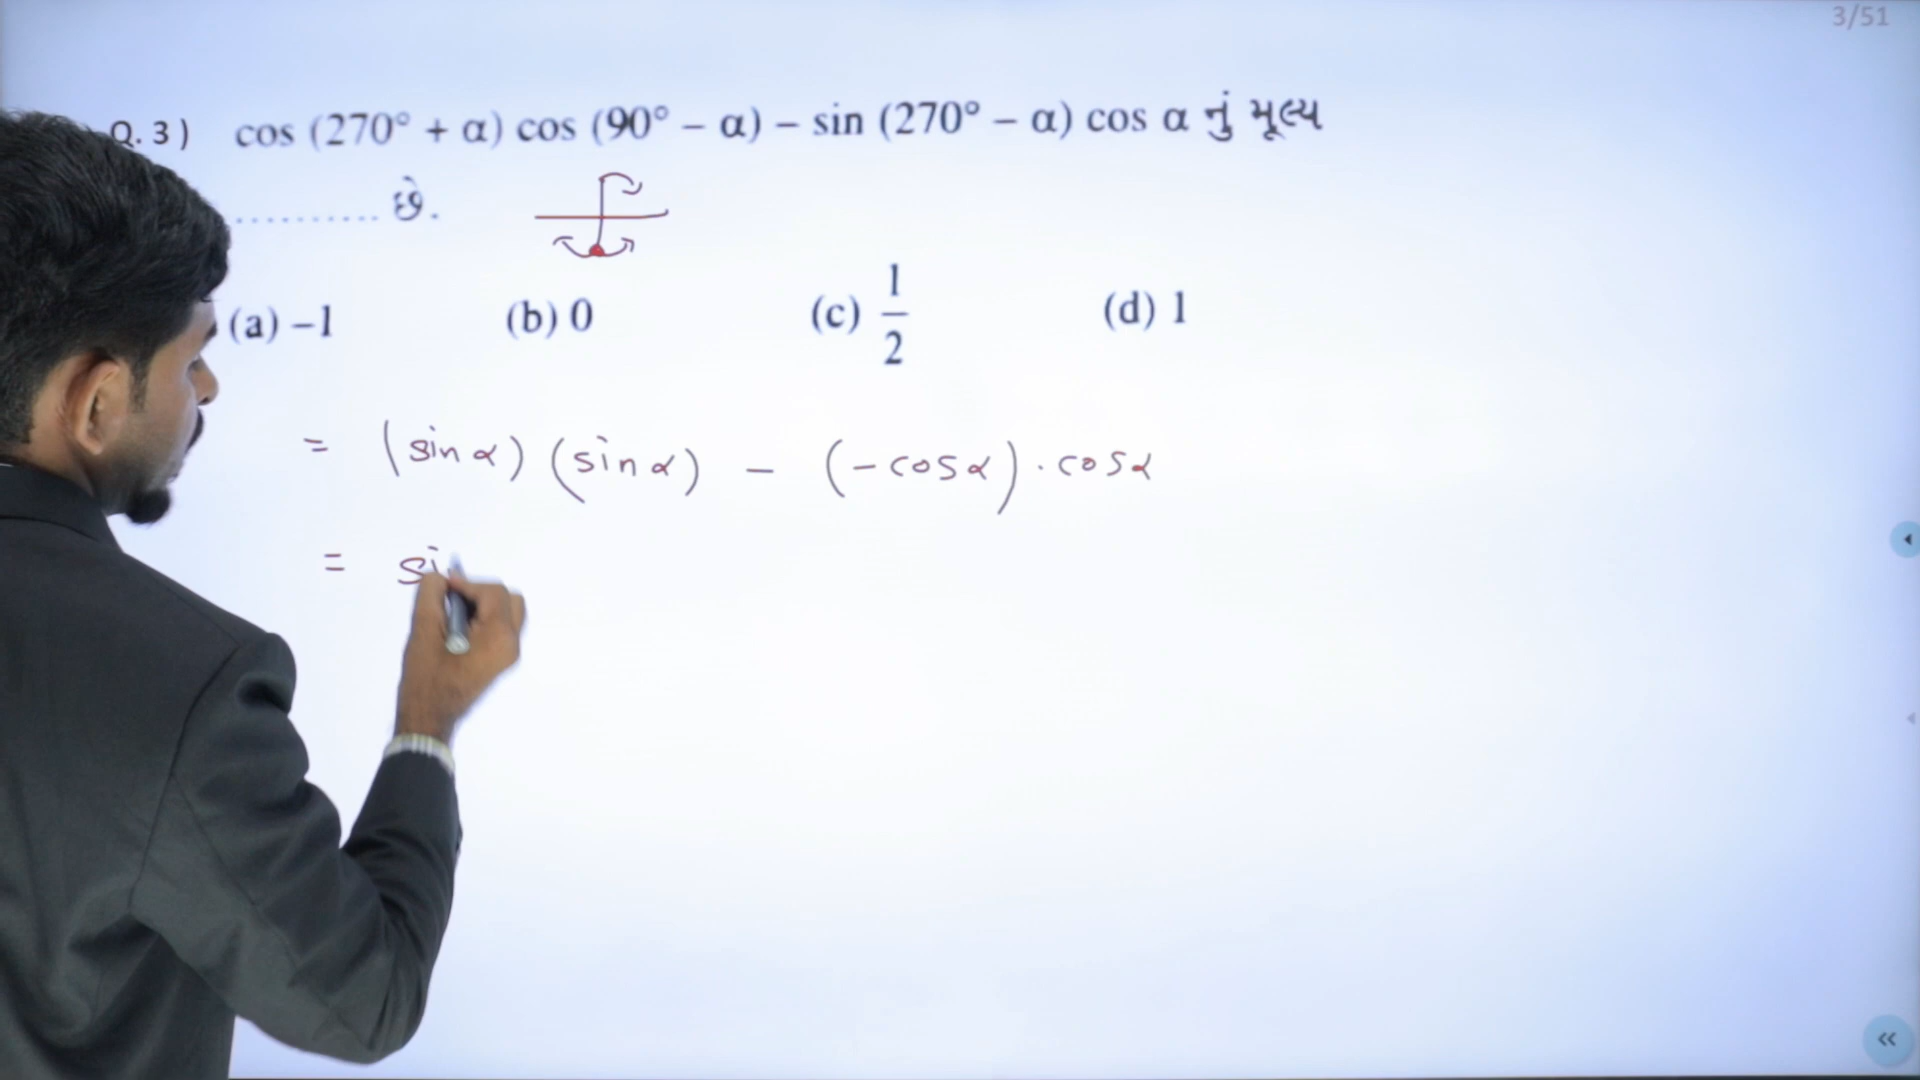 3/51
Q. 3 ) cos (270° + α) cos (90° – α) – sin (270° – α) cos α નું મૂલ્ય
.......... છે.
(a) –1 (b) 0 (c) 1/2 (d) 1
= (sin α) (sin α) – (– cos α) · cos α
= si